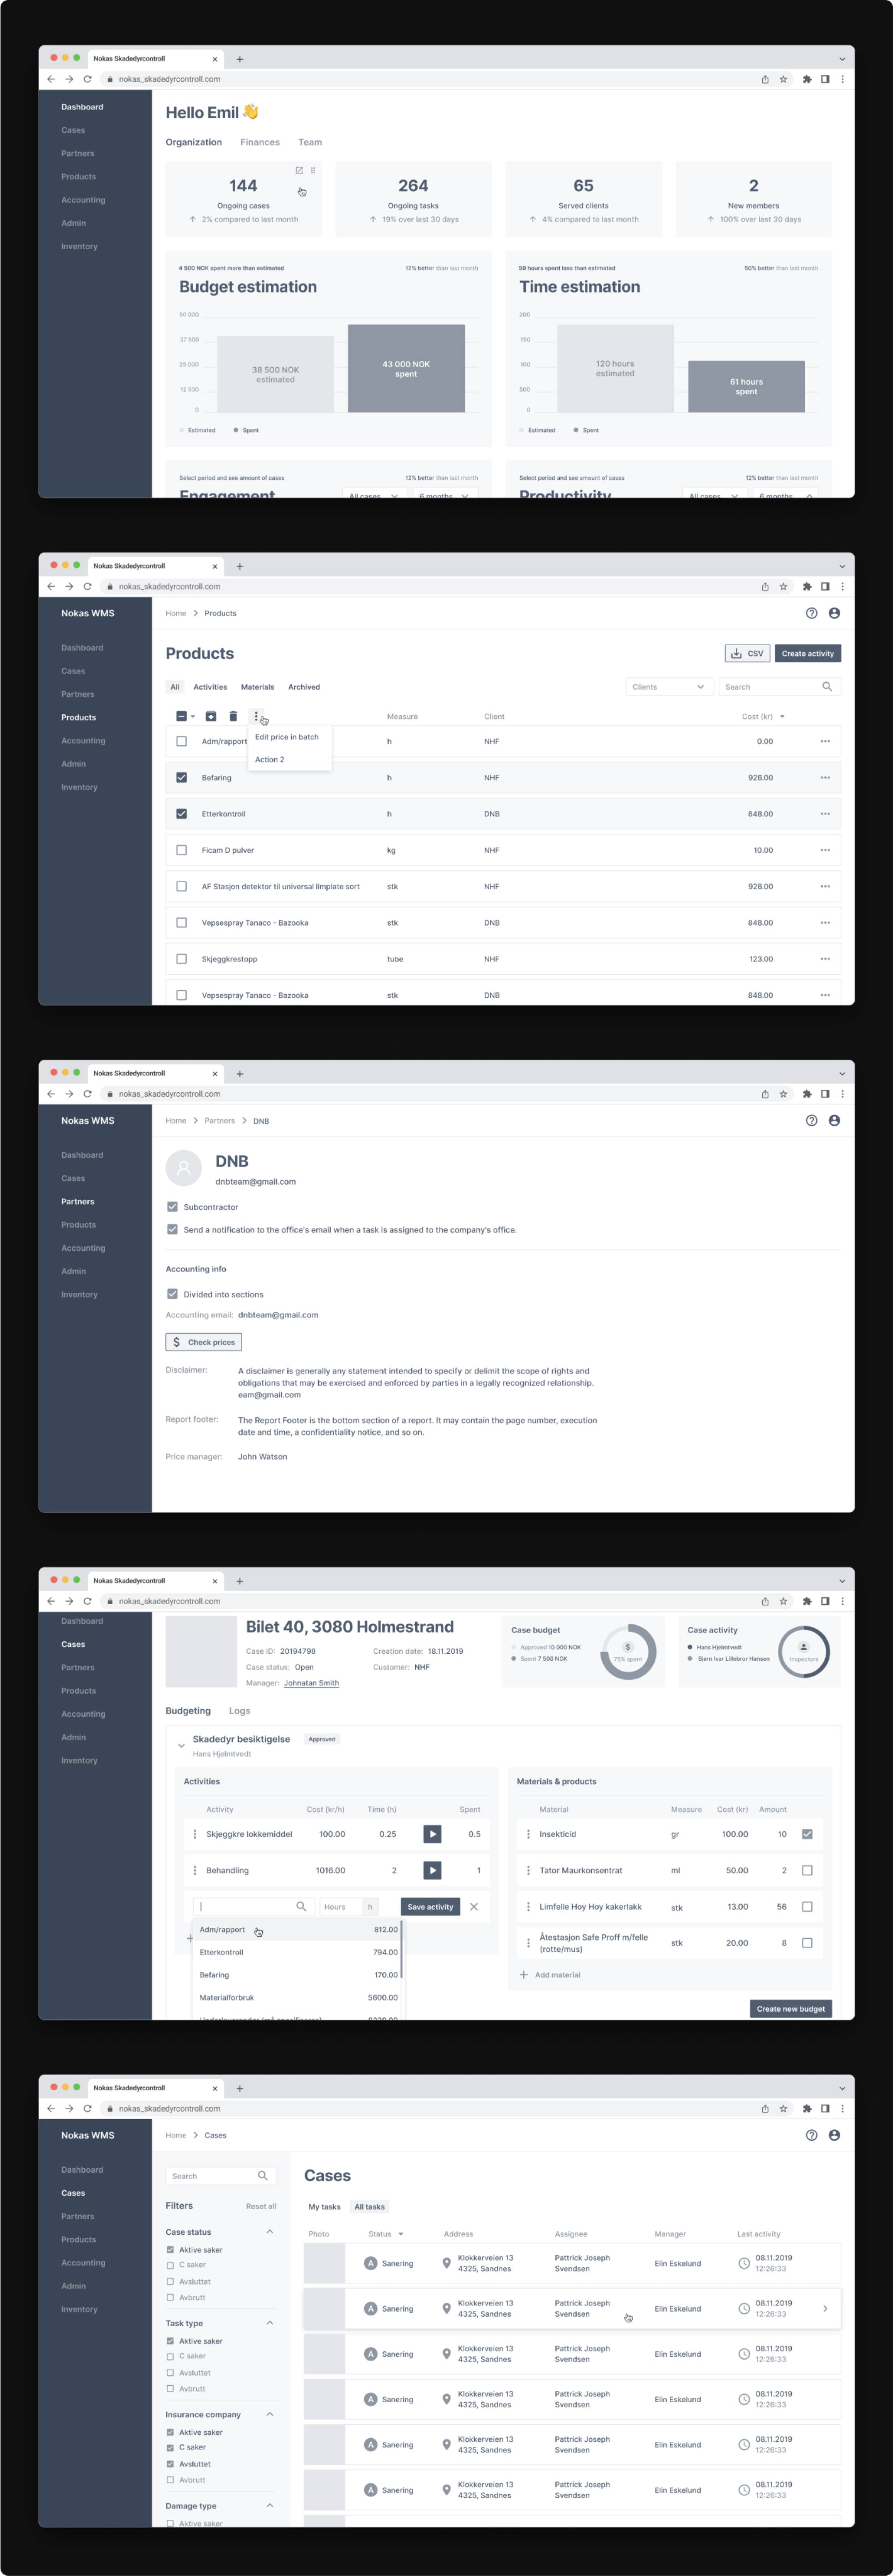 Nokas Skadedyrcontroll
nokas_skadedyrcontroll.com
Dashboard
Cases
Partners
Products
Accounting
Admin
Inventory
Hello Emil 👋
Organization Finances Team
144
Ongoing cases
↑ 2% compared to last month
264
Ongoing tasks
↑ 19% over last 30 days
65
Served clients
↑ 4% compared to last month
2
New members
↑ 100% over last 30 days
4 500 NOK spent more than estimated 12% better than last month
Budget estimation
50 000
37 500
25 000
12 500
0
38 500 NOK
estimated
43 000 NOK
spent
Estimated Spent
59 hours spent less than estimated 50% better than last month
Time estimation
200
150
100
500
0
120 hours
estimated
61 hours
spent
Estimated Spent
Select period and see amount of cases 12% better than last month
Engagement All cases 6 months
Select period and see amount of cases 12% better than last month
Productivity All cases 6 months
Nokas Skadedyrcontroll
nokas_skadedyrcontroll.com
Nokas WMS
Dashboard
Cases
Partners
Products
Accounting
Admin
Inventory
Home > Products
Products
CSV Create activity
All Activities Materials Archived
Clients Search
Measure Client Cost (kr)
Edit price in batch
Action 2
Adm/rapport h NHF 0.00
Befaring h NHF 926.00
Etterkontroll h DNB 848.00
Ficam D pulver kg NHF 10.00
AF Stasjon detektor til universal limplate sort stk NHF 926.00
Vepsespray Tanaco - Bazooka stk DNB 848.00
Skjeggkrestopp tube NHF 123.00
Vepsespray Tanaco - Bazooka stk DNB 848.00
Nokas Skadedyrcontroll
nokas_skadedyrcontroll.com
Nokas WMS
Dashboard
Cases
Partners
Products
Accounting
Admin
Inventory
Home > Partners > DNB
DNB
dnbteam@gmail.com
Subcontractor
Send a notification to the office's email when a task is assigned to the company's office.
Accounting info
Divided into sections
Accounting email: dnbteam@gmail.com
$ Check prices
Disclaimer: A disclaimer is generally any statement intended to specify or delimit the scope of rights and
obligations that may be exercised and enforced by parties in a legally recognized relationship.
eam@gmail.com
Report footer: The Report Footer is the bottom section of a report. It may contain the page number, execution
date and time, a confidentiality notice, and so on.
Price manager: John Watson
Nokas Skadedyrcontroll
nokas_skadedyrcontroll.com
Dashboard
Cases
Partners
Products
Accounting
Admin
Inventory
Bilet 40, 3080 Holmestrand
Case ID: 20194798 Creation date: 18.11.2019
Case status: Open Customer: NHF
Manager: Johnatan Smith
Case budget
Approved 10 000 NOK
Spent 7 500 NOK
$
75% spent
Case activity
Hans Hjelmtvedt
Bjørn Ivar Lillebror Hansen
Inspectors
Budgeting Logs
Skadedyr besiktigelse Approved
Hans Hjelmtvedt
Activities
Activity Cost (kr/h) Time (h) Spent
Skjeggkre lokkemiddel 100.00 0.25 0.5
Behandling 1016.00 2 1
Hours h Save activity
Adm/rapport 812.00
Etterkontroll 794.00
Befaring 170.00
Materialforbruk 5600.00
Materials & products
Material Measure Cost (kr) Amount
Insekticid gr 100.00 10
Tator Maurkonsentrat ml 50.00 2
Limfelle Hoy Hoy kakerlakk stk 13.00 56
Åtestasjon Safe Proff m/felle
(rotte/mus) stk 20.00 8
Add material
Create new budget
Nokas Skadedyrcontroll
nokas_skadedyrcontroll.com
Nokas WMS
Dashboard
Cases
Partners
Products
Accounting
Admin
Inventory
Home > Cases
Search
Filters Reset all
Case status
Aktive saker
C saker
Avsluttet
Avbrutt
Task type
Aktive saker
C saker
Avsluttet
Avbrutt
Insurance company
Aktive saker
C saker
Avsluttet
Avbrutt
Damage type
Aktive saker
Cases
My tasks All tasks
Photo Status Address Assignee Manager Last activity
A Sanering Klokkerveien 13 Pattrick Joseph Elin Eskelund 08.11.2019
4325, Sandnes Svendsen 12:26:33
A Sanering Klokkerveien 13 Pattrick Joseph Elin Eskelund 08.11.2019
4325, Sandnes Svendsen 12:26:33
A Sanering Klokkerveien 13 Pattrick Joseph Elin Eskelund 08.11.2019
4325, Sandnes Svendsen 12:26:33
A Sanering Klokkerveien 13 Pattrick Joseph Elin Eskelund 08.11.2019
4325, Sandnes Svendsen 12:26:33
A Sanering Klokkerveien 13 Pattrick Joseph Elin Eskelund 08.11.2019
4325, Sandnes Svendsen 12:26:33
A Sanering Klokkerveien 13 Pattrick Joseph Elin Eskelund 08.11.2019
4325, Sandnes Svendsen 12:26:33